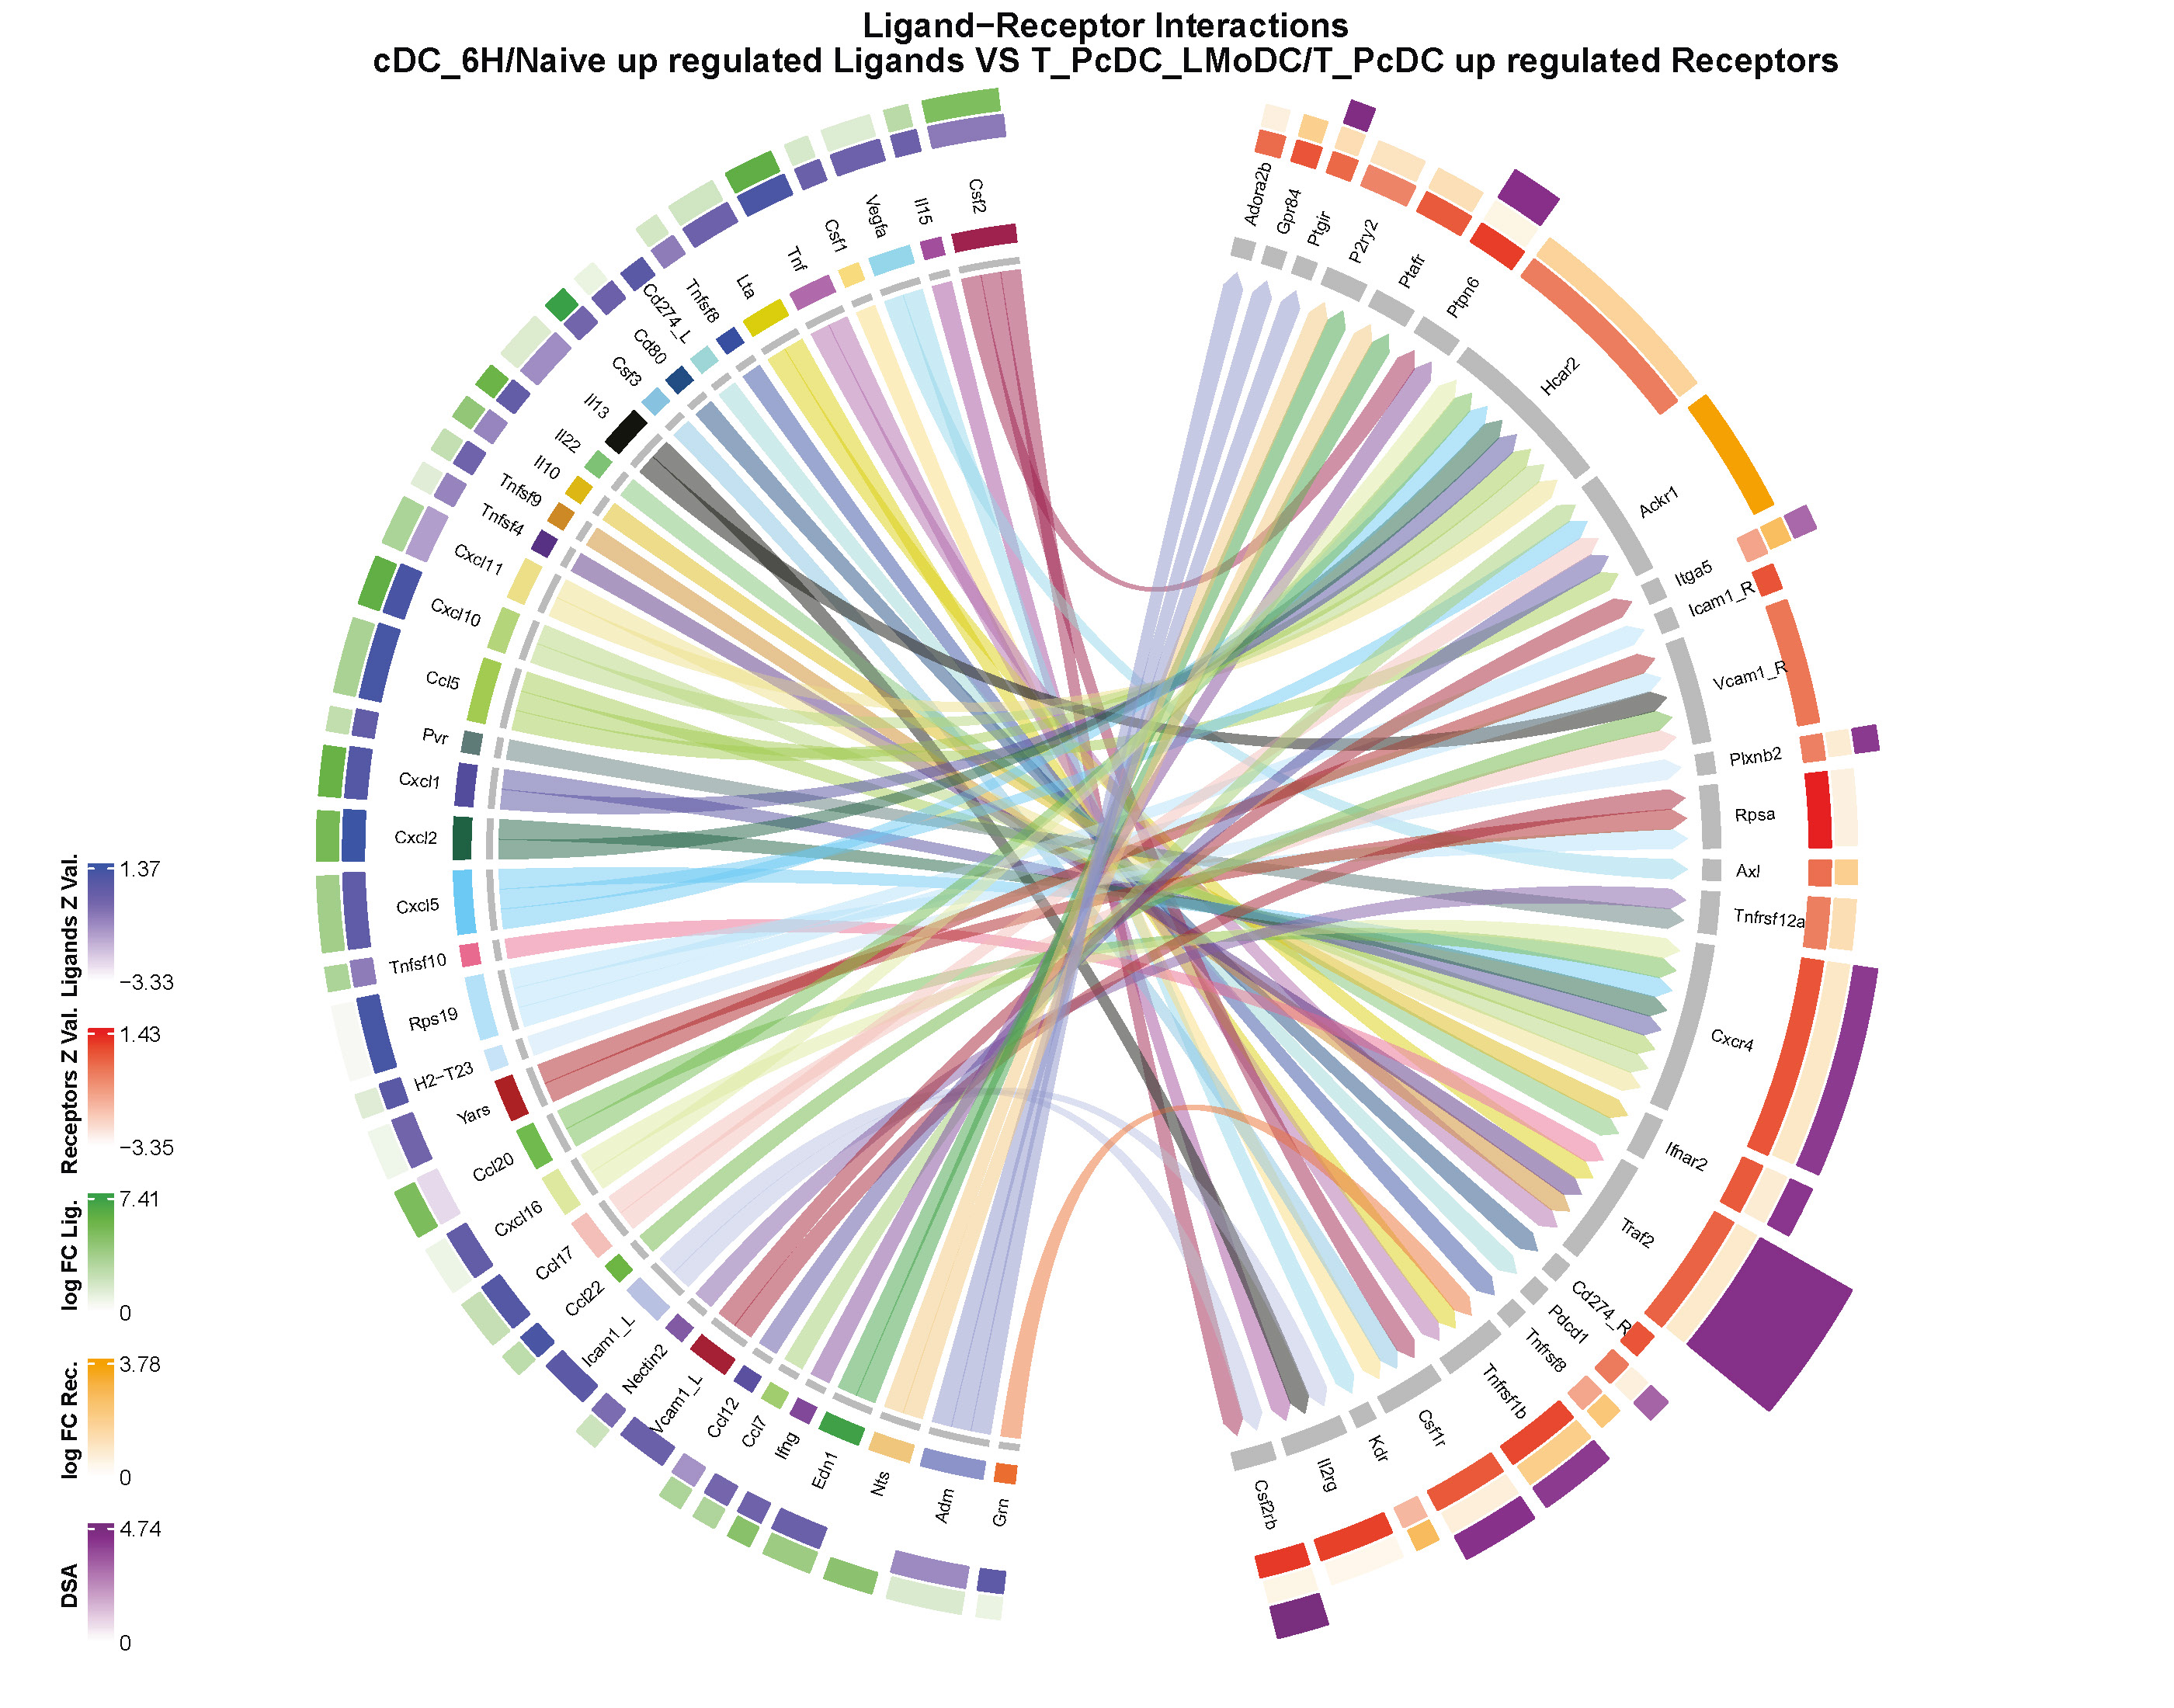 Ligand−Receptor Interactions
cDC_6H/Naive up regulated Ligands VS T_PcDC_LMoDC/T_PcDC up regulated Receptors
Csf2
Il15
Vegfa
Csf1
Tnf
Lta
Tnfsf8
Cd274_L
Cd80
Csf3
Il13
Il22
Il10
Tnfsf9
Tnfsf4
Cxcl11
Cxcl10
Ccl5
Pvr
Cxcl1
Cxcl2
Cxcl5
Tnfsf10
Rps19
H2−T23
Yars
Ccl20
Cxcl16
Ccl17
Ccl22
Icam1_L
Nectin2
Vcam1_L
Ccl12
Ccl7
Ifng
Edn1
Nts
Adm
Grn
Adora2b
Gpr84
Ptgir
P2ry2
Ptafr
Ptpn6
Hcar2
Ackr1
Itga5
Icam1_R
Vcam1_R
Plxnb2
Rpsa
Axl
Tnfrsf12a
Cxcr4
Ifnar2
Traf2
Cd274_R
Pdcd1
Tnfrsf8
Tnfrsf1b
Csf1r
Kdr
Il2rg
Csf2rb
Ligands Z Val.
1.37
−3.33
Receptors Z Val.
1.43
−3.35
log FC Lig.
7.41
0
log FC Rec.
3.78
0
DSA
4.74
0